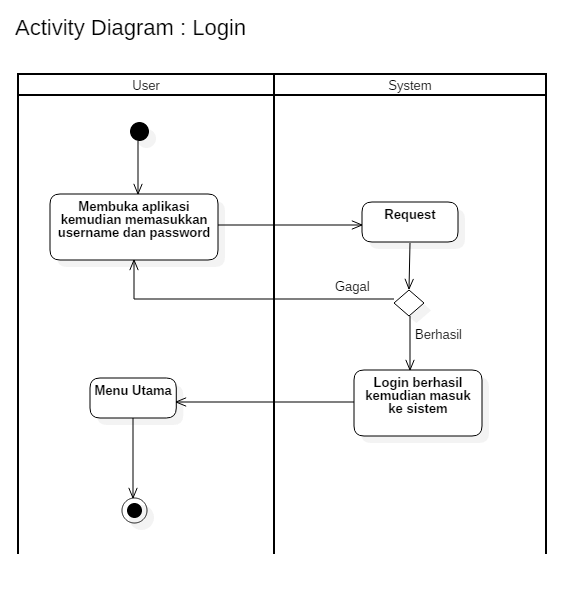 Activity Diagram : Login
User
System
Membuka aplikasi
kemudian memasukkan
username dan password
Request
Gagal
Berhasil
Login berhasil
kemudian masuk
ke sistem
Menu Utama